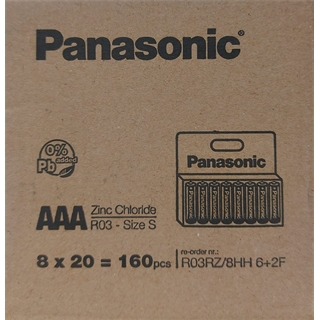 Panasonic®
0%
Pb added
Panasonic
AAA Zinc Chloride
R03 - Size S
8 x 20 = 160pcs
re-order nr.:
R03RZ/8HH 6+2F